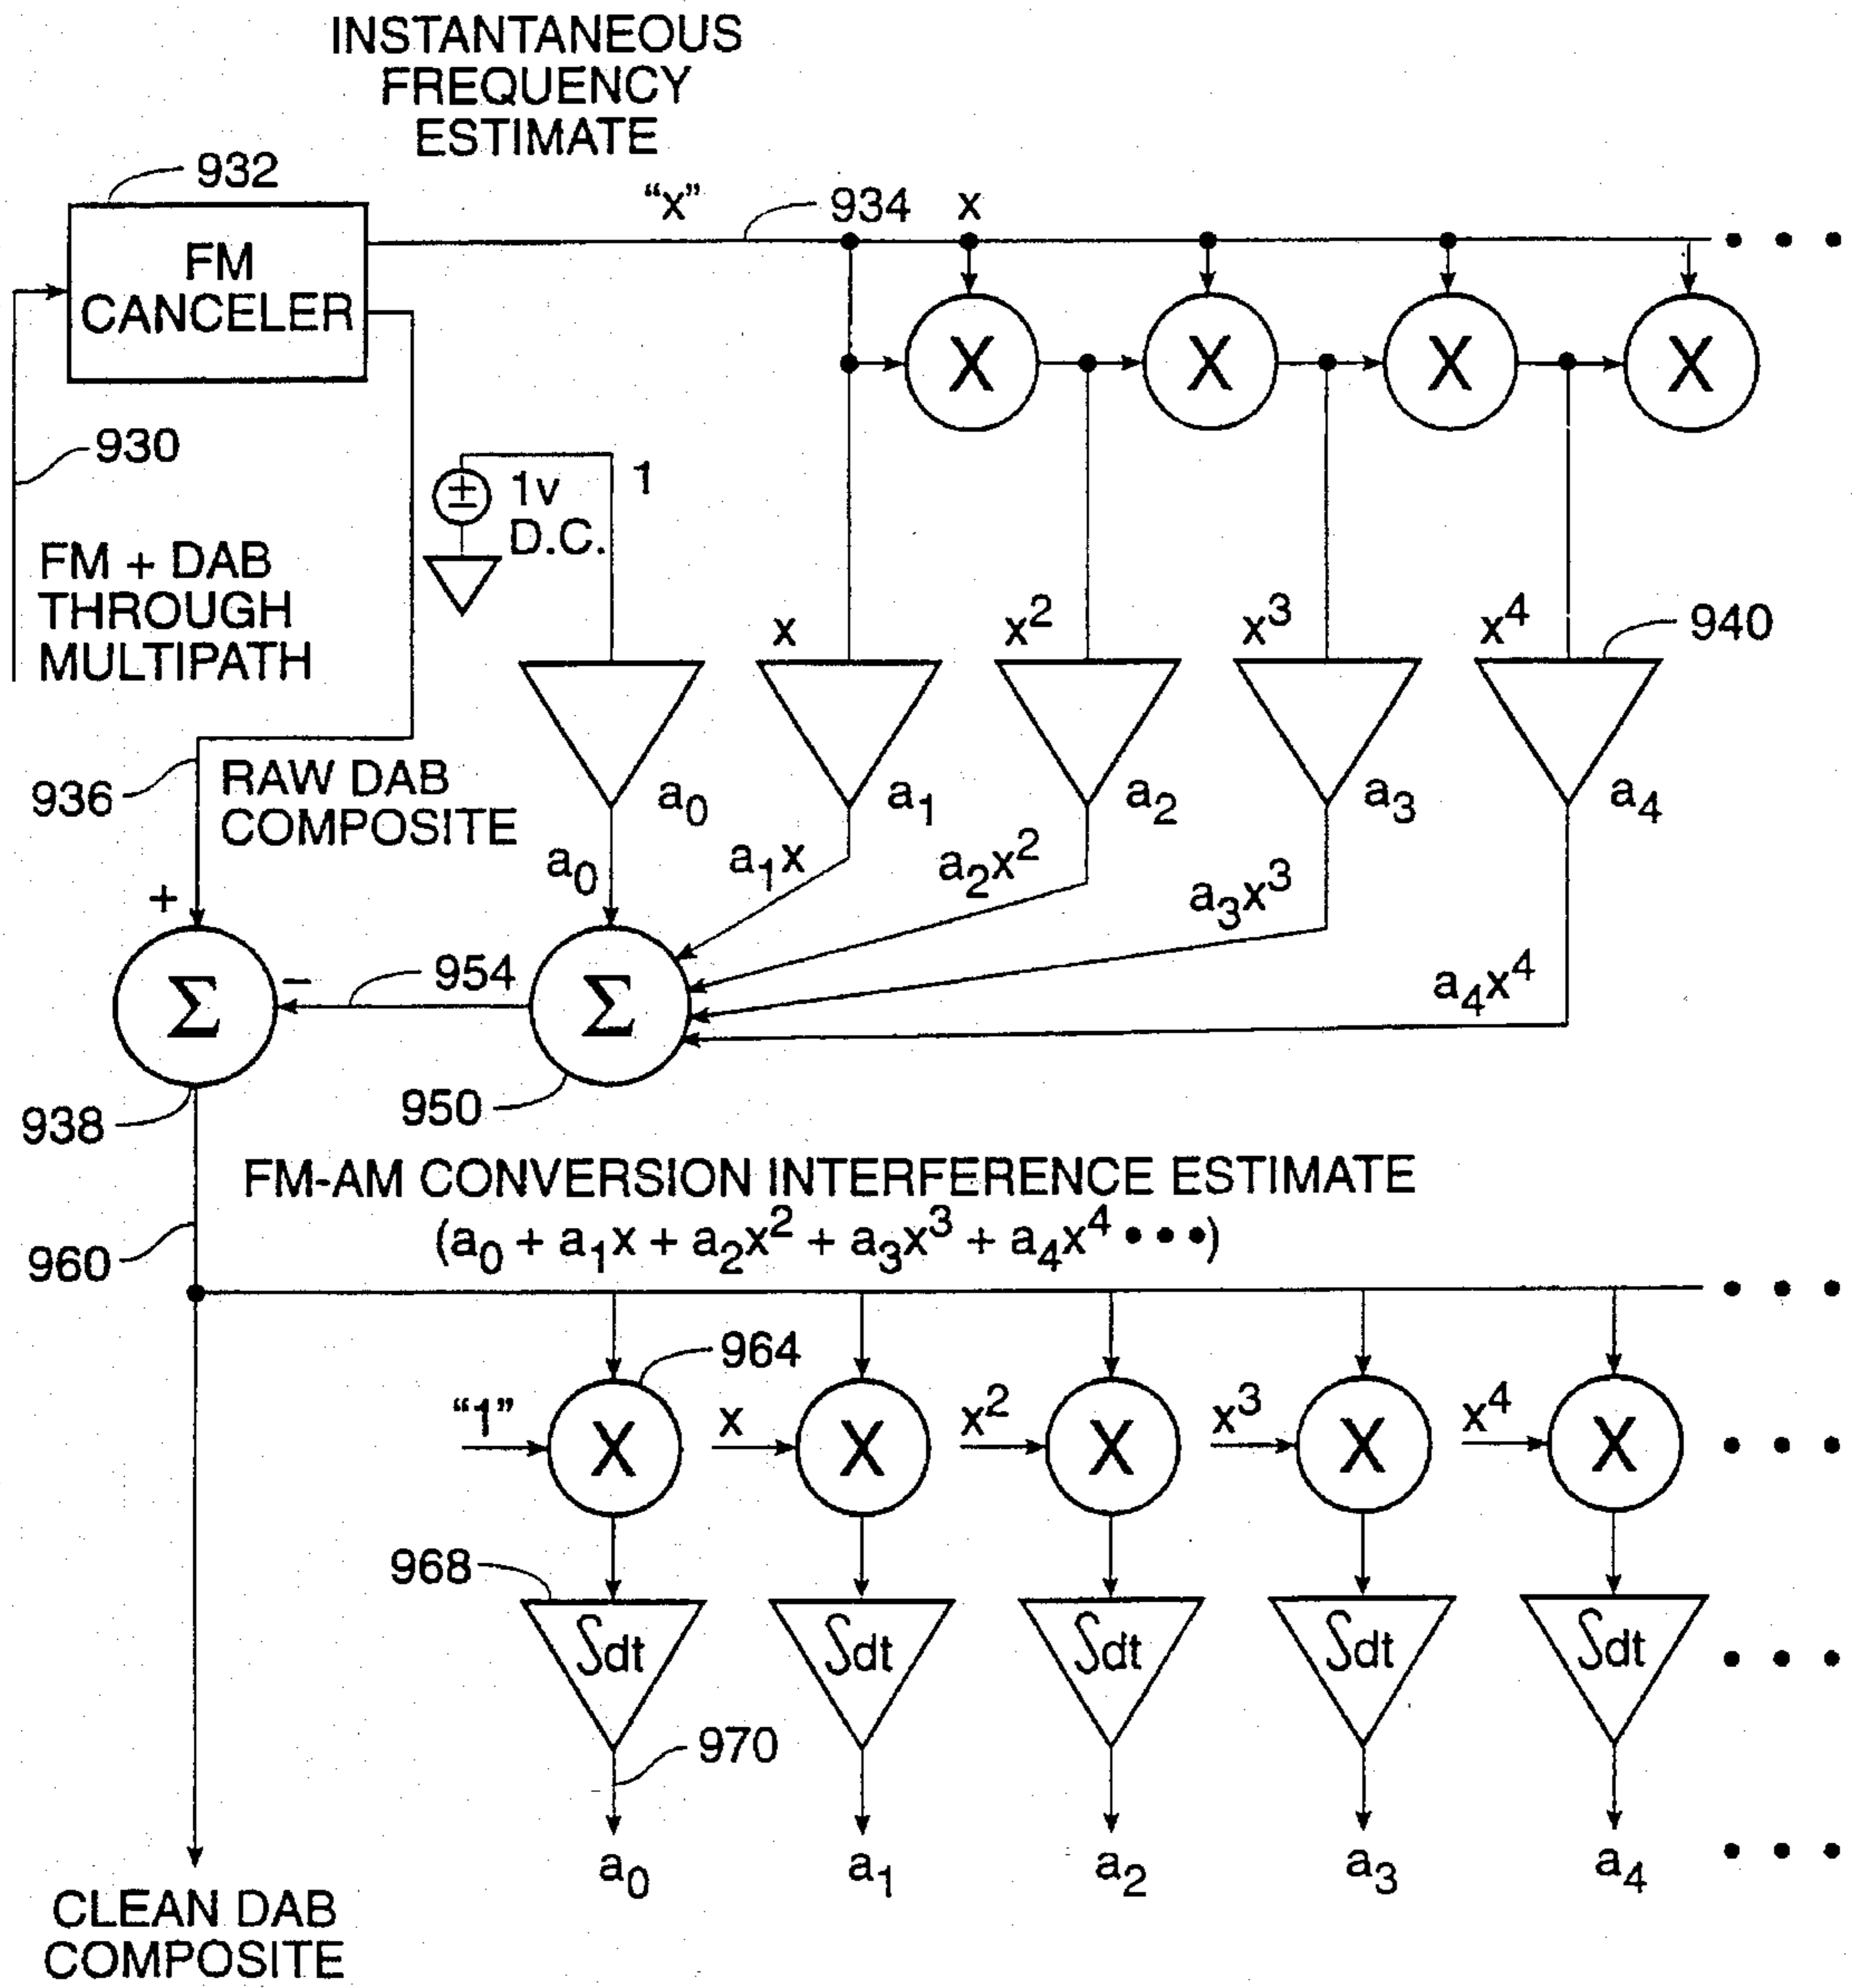 INSTANTANEOUS
FREQUENCY
ESTIMATE
932
"x"
934
x
FM
CANCELER
X
X
X
X
930
±
1v
D.C.
1
FM + DAB
THROUGH
MULTIPATH
x
x²
x³
x⁴
940
936
RAW DAB
COMPOSITE
a₀
a₁
a₂
a₃
a₄
a₀
a₁x
a₂x²
a₃x³
a₄x⁴
+
Σ
−
954
Σ
938
950
FM-AM CONVERSION INTERFERENCE ESTIMATE
(a₀ + a₁x + a₂x² + a₃x³ + a₄x⁴ •••)
960
964
"1"
X
x
X
x²
X
x³
X
x⁴
X
968
∫dt
∫dt
∫dt
∫dt
∫dt
970
a₀
a₁
a₂
a₃
a₄
CLEAN DAB
COMPOSITE